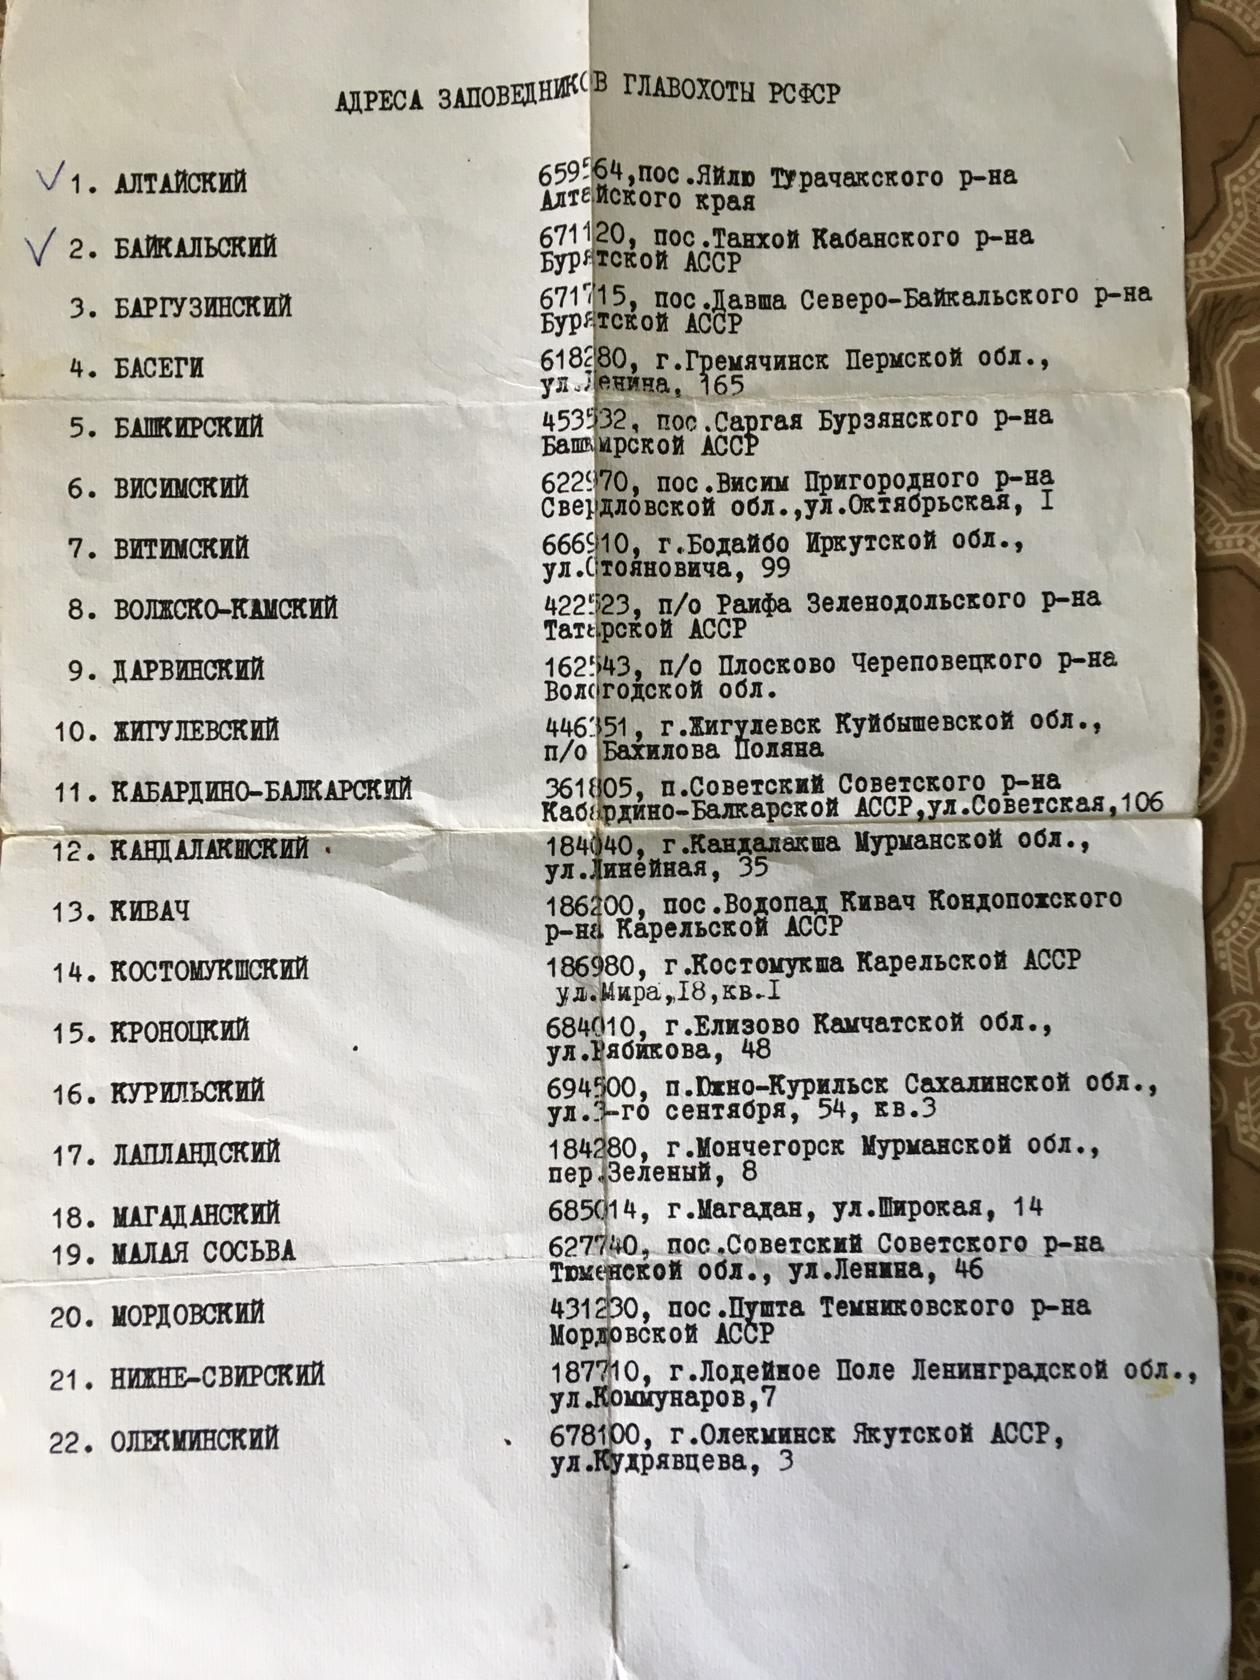 АДРЕСА ЗАПОВЕДНИКОВ ГЛАВОХОТЫ РСФСР
1. АЛТАЙСКИЙ 659564,пос.Яйлю Турачакского р-на
Алтайского края
2. БАЙКАЛЬСКИЙ 671120, пос.Танхой Кабанского р-на
Бурятской АССР
3. БАРГУЗИНСКИЙ 671715, пос.Давша Северо-Байкальского р-на
Бурятской АССР
4. БАСЕГИ 618280, г.Гремячинск Пермской обл.,
ул.Ленина, 165
5. БАШКИРСКИЙ 453532, пос.Саргая Бурзянского р-на
Башкирской АССР
6. ВИСИМСКИЙ 622970, пос.Висим Пригородного р-на
Свердловской обл.,ул.Октябрьская, I
7. ВИТИМСКИЙ 666910, г.Бодайбо Иркутской обл.,
ул.Стояновича, 99
8. ВОЛЖСКО-КАМСКИЙ 422523, п/о Раифа Зеленодольского р-на
Татарской АССР
9. ДАРВИНСКИЙ 162543, п/о Плосково Череповецкого р-на
Вологодской обл.
10. ЖИГУЛЕВСКИЙ 446351, г.Жигулевск Куйбышевской обл.,
п/о Бахилова Поляна
11. КАБАРДИНО-БАЛКАРСКИЙ 361805, п.Советский Советского р-на
Кабардино-Балкарской АССР,ул.Советская,106
12. КАНДАЛАКШСКИЙ 184040, г.Кандалакша Мурманской обл.,
ул.Линейная, 35
13. КИВАЧ 186200, пос.Водопад Кивач Кондопожского
р-на Карельской АССР
14. КОСТОМУКШСКИЙ 186980, г.Костомукша Карельской АССР
ул.Мира,I8,кв.I
15. КРОНОЦКИЙ 684010, г.Елизово Камчатской обл.,
ул.Рябикова, 48
16. КУРИЛЬСКИЙ 694500, п.Южно-Курильск Сахалинской обл.,
ул.3-го сентября, 54, кв.3
17. ЛАПЛАНДСКИЙ 184280, г.Мончегорск Мурманской обл.,
пер.Зеленый, 8
18. МАГАДАНСКИЙ 685014, г.Магадан, ул.Широкая, 14
19. МАЛАЯ СОСЬВА 627740, пос.Советский Советского р-на
Тюменской обл., ул.Ленина, 46
20. МОРДОВСКИЙ 431230, пос.Пушта Темниковского р-на
Мордовской АССР
21. НИЖНЕ-СВИРСКИЙ 187710, г.Лодейное Поле Ленинградской обл.,
ул.Коммунаров,7
22. ОЛЕКМИНСКИЙ 678100, г.Олекминск Якутской АССР,
ул.Кудрявцева, 3